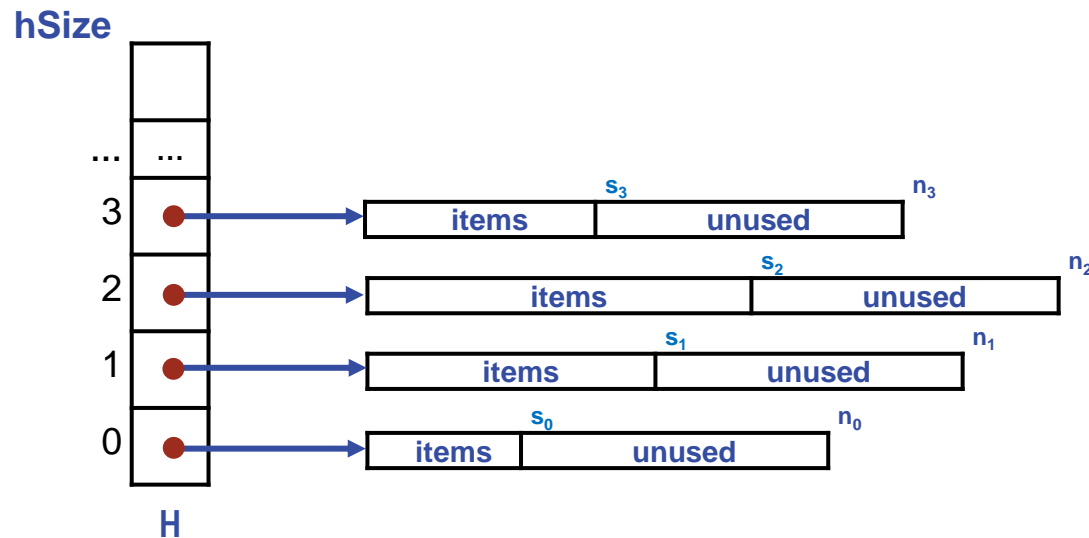 hSize
... ...
s₃ n₃
3 items unused
s₂ n₂
2 items unused
s₁ n₁
1 items unused
s₀ n₀
0 items unused
H